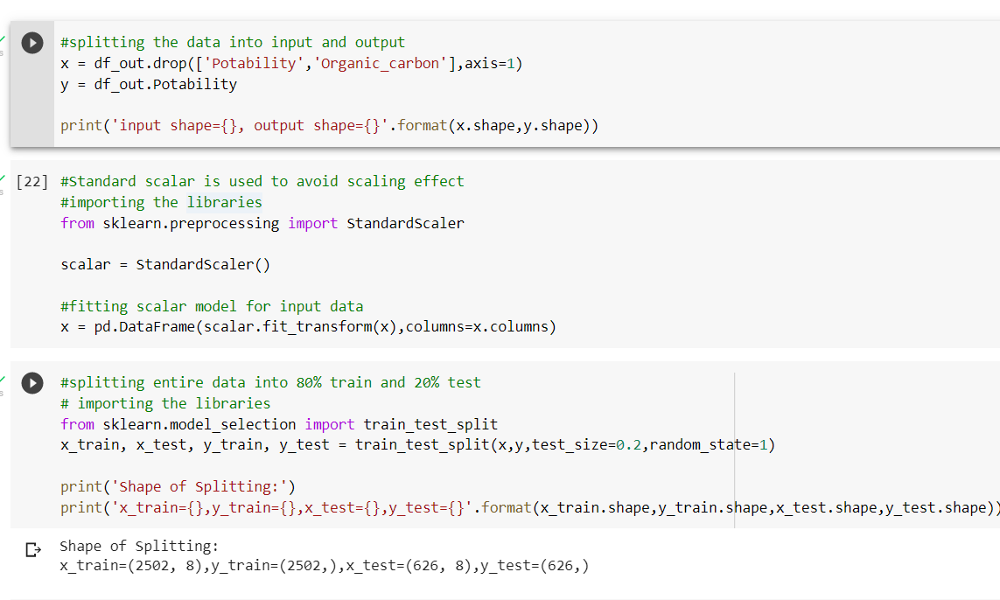 #splitting the data into input and output
x = df_out.drop(['Potability','Organic_carbon'],axis=1)
y = df_out.Potability
print('input shape={}, output shape={}'.format(x.shape,y.shape))
[22] #Standard scalar is used to avoid scaling effect
#importing the libraries
from sklearn.preprocessing import StandardScaler
scalar = StandardScaler()
#fitting scalar model for input data
x = pd.DataFrame(scalar.fit_transform(x),columns=x.columns)
#splitting entire data into 80% train and 20% test
# importing the libraries
from sklearn.model_selection import train_test_split
x_train, x_test, y_train, y_test = train_test_split(x,y,test_size=0.2,random_state=1)
print('Shape of Splitting:')
print('x_train={},y_train={},x_test={},y_test={}'.format(x_train.shape,y_train.shape,x_test.shape,y_test.shape))
Shape of Splitting:
x_train=(2502, 8),y_train=(2502,),x_test=(626, 8),y_test=(626,)